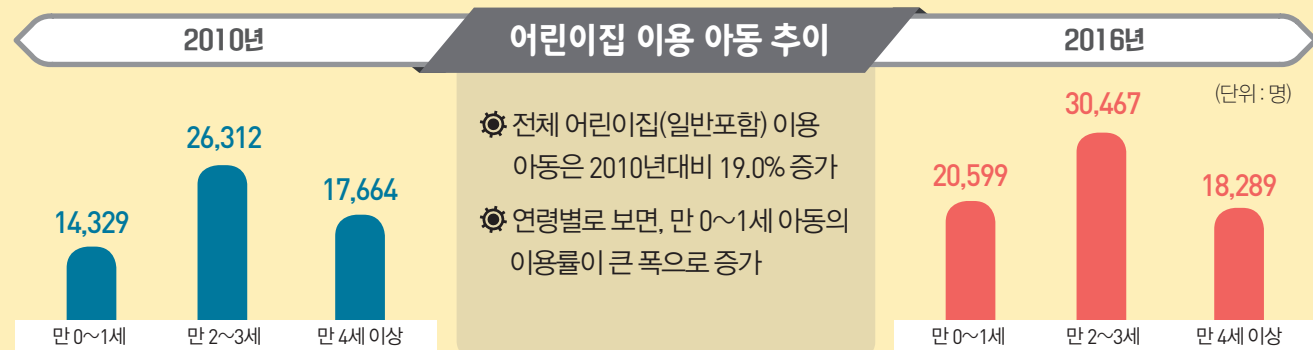 2010년
어린이집 이용 아동 추이
2016년
(단위 : 명)
14,329
26,312
17,664
만 0~1세
만 2~3세
만 4세 이상
전체 어린이집(일반포함) 이용
아동은 2010년대비 19.0% 증가
연령별로 보면, 만 0~1세 아동의
이용률이 큰 폭으로 증가
20,599
30,467
18,289
만 0~1세
만 2~3세
만 4세 이상